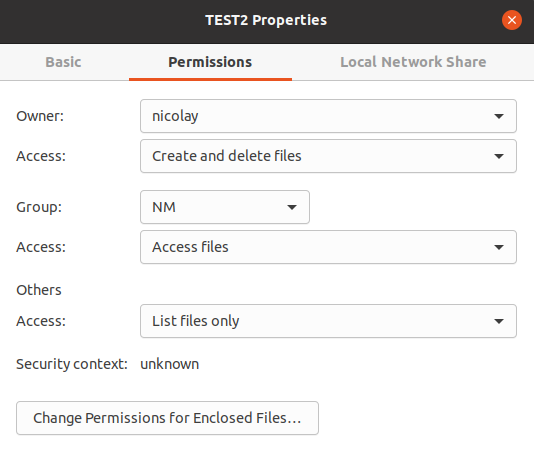 TEST2 Properties
Basic Permissions Local Network Share
Owner: nicolay
Access: Create and delete files
Group: NM
Access: Access files
Others
Access: List files only
Security context: unknown
Change Permissions for Enclosed Files…